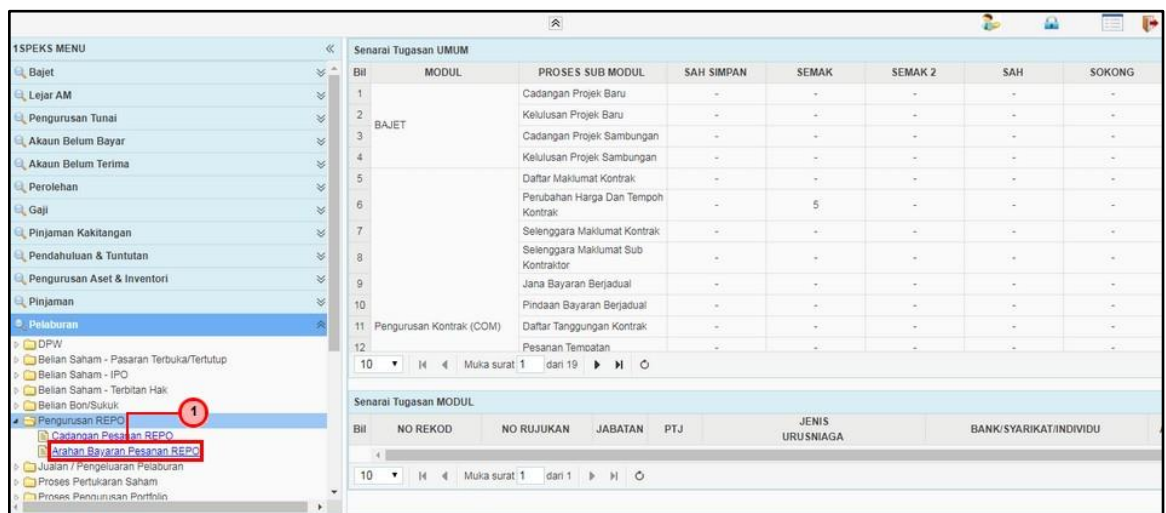 1SPEKS MENU
Bajet
Lejar AM
Pengurusan Tunai
Akaun Belum Bayar
Akaun Belum Terima
Perolehan
Gaji
Pinjaman Kakitangan
Pendahuluan & Tuntutan
Pengurusan Aset & Inventori
Pinjaman
Pelaburan
DPW
Belian Saham - Pasaran Terbuka/Tertutup
Belian Saham - IPO
Belian Saham - Terbitan Hak
Belian Bon/Sukuk
1
Pengurusan REPO
Cadangan Pesanan REPO
Arahan Bayaran Pesanan REPO
Jualan / Pengeluaran Pelaburan
Proses Pertukaran Saham
Proses Pengurusan Portfolio
Senarai Tugasan UMUM
Bil MODUL PROSES SUB MODUL SAH SIMPAN SEMAK SEMAK 2 SAH SOKONG
1 Cadangan Projek Baru - - - - -
2 Kelulusan Projek Baru - - - - -
BAJET
3 Cadangan Projek Sambungan - - - - -
4 Kelulusan Projek Sambungan - - - - -
5 Daftar Maklumat Kontrak - - - - -
6 Perubahan Harga Dan Tempoh - 5 - - -
Kontrak
7 Selenggara Maklumat Kontrak - - - - -
8 Selenggara Maklumat Sub - - - - -
Kontraktor
9 Jana Bayaran Berjadual - - - - -
10 Pindaan Bayaran Berjadual - - - - -
11 Pengurusan Kontrak (COM) Daftar Tanggungan Kontrak - - - - -
12 Pesanan Tempatan - - - - -
10 Muka surat 1 dari 19
Senarai Tugasan MODUL
Bil NO REKOD NO RUJUKAN JABATAN PTJ JENIS URUSNIAGA BANK/SYARIKAT/INDIVIDU
10 Muka surat 1 dari 1